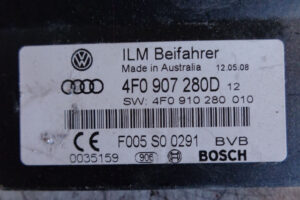 ILM Beifahrer
Made in Australia 12.05.08
4F0 907 280D 12
SW: 4F0 910 280 010
CE F005 S0 0291 BVB
0035159 906 BOSCH